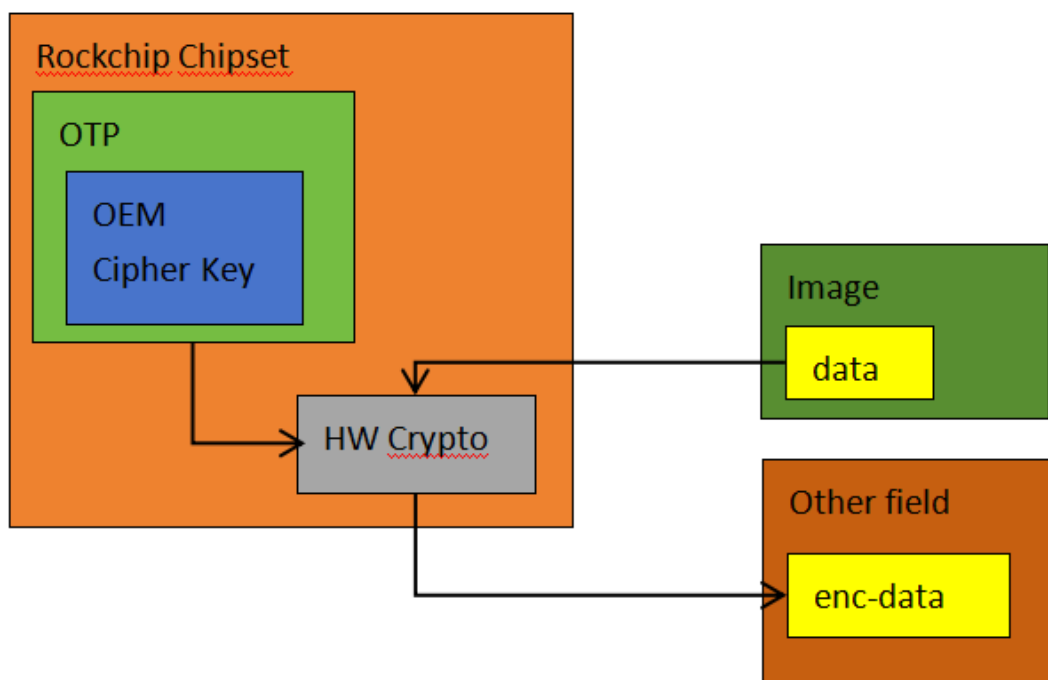 Rockchip Chipset
OTP
OEM
Cipher Key
Image
data
HW Crypto
Other field
enc-data